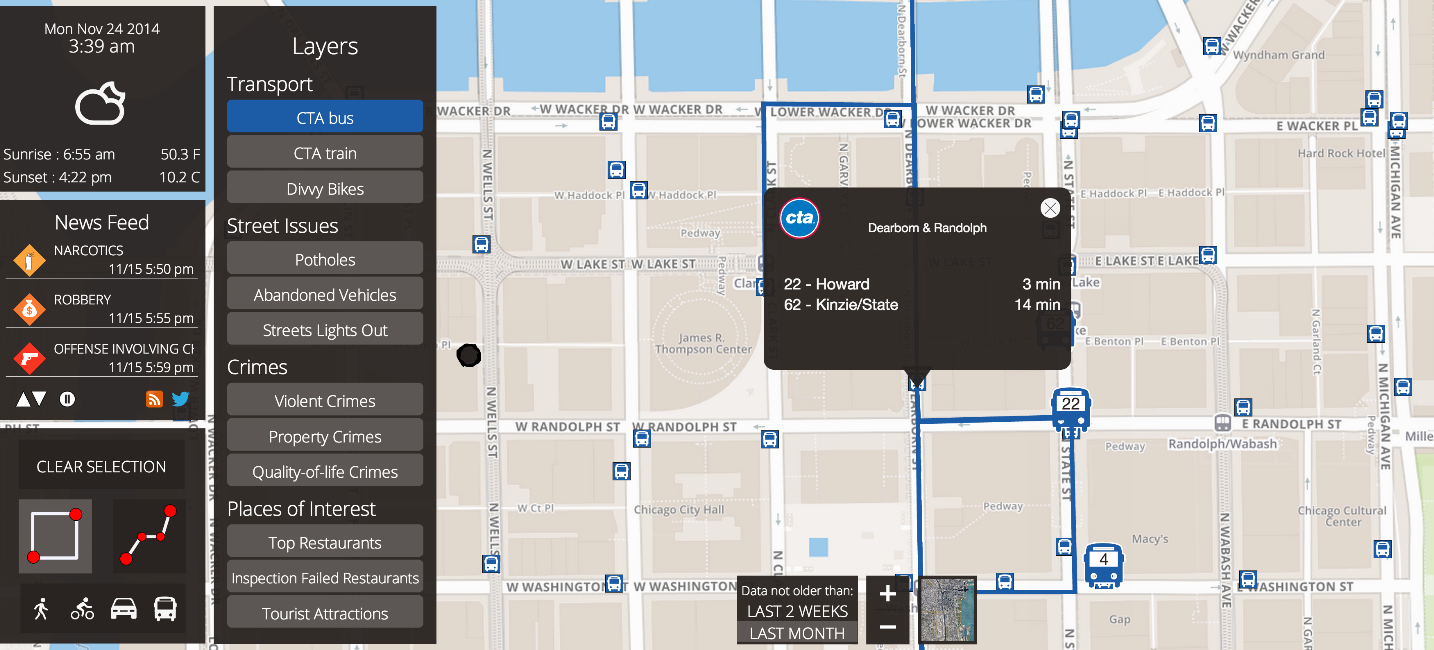 Mon Nov 24 2014
3:39 am
Sunrise : 6:55 am 50.3 F
Sunset : 4:22 pm 10.2 C
News Feed
NARCOTICS
11/15 5:50 pm
ROBBERY
11/15 5:55 pm
OFFENSE INVOLVING
11/15 5:59 pm
CLEAR SELECTION
Layers
Transport
CTA bus
CTA train
Divvy Bikes
Street Issues
Potholes
Abandoned Vehicles
Streets Lights Out
Crimes
Violent Crimes
Property Crimes
Quality-of-life Crimes
Places of Interest
Top Restaurants
Inspection Failed Restaurants
Tourist Attractions
N Dearborn St
W WACKER DR
Wyndham Grand
WACKER DR W WACKER DR W WACKER DR W WACKER DR
LOWER WACKER DR LOWER WACKER DR
E WACKER PL
Hard Rock Hotel
N WELLS ST
W Haddock Pl W Haddock Pl E Haddock Pl E Haddock Pl
Pedway
W LAKE ST W LAKE ST E LAKE ST E LAKE
N MICHIGAN AVE
cta
Dearborn & Randolph
22 - Howard 3 min
62 - Kinzie/State 14 min
Lake
James R.
Thompson Center
E Benton Pl E Benton Pl
N Garland Ct
22
N WELLS ST
W RANDOLPH ST W RANDOLPH ST
E RANDOLPH ST
Randolph/Wabash
Pedway
Pedway
N MICHIGAN AVE
Mille
N STATE ST
W Ct Pl
Chicago City Hall
Pedway
Chicago Cultural
Center
Macy's
4
N WABASH AVE
W WASHINGTON ST W WASHINGTON
E WASHINGTON ST
Gap
Data not older than:
LAST 2 WEEKS
LAST MONTH
+
−